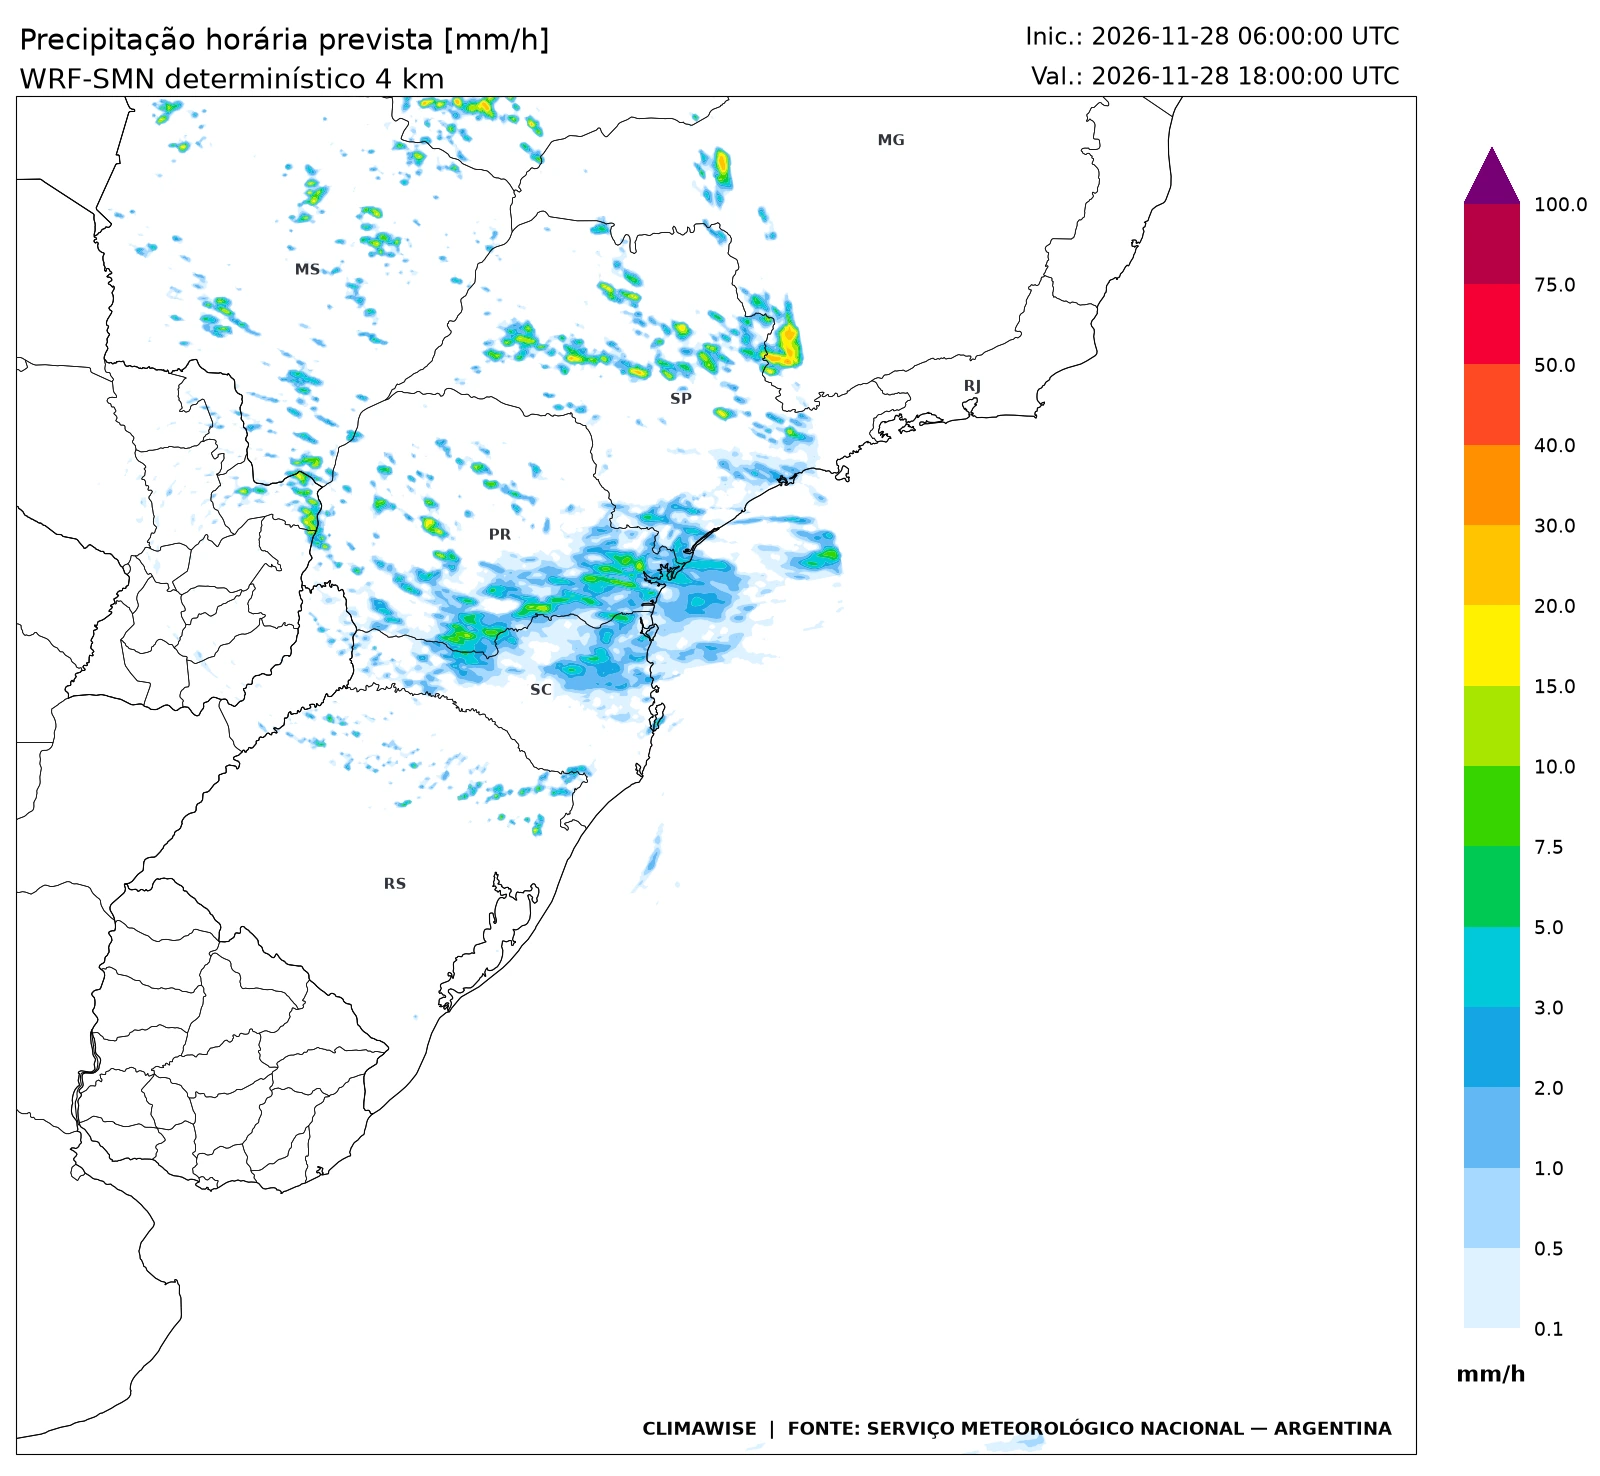 Precipitação horária prevista [mm/h]
WRF-SMN determinístico 4 km
Inic.: 2026-11-28 06:00:00 UTC
Val.: 2026-11-28 18:00:00 UTC
MG
MS
RJ
SP
PR
SC
RS
100.0
75.0
50.0
40.0
30.0
20.0
15.0
10.0
7.5
5.0
3.0
2.0
1.0
0.5
0.1
mm/h
CLIMAWISE | FONTE: SERVIÇO METEOROLÓGICO NACIONAL — ARGENTINA